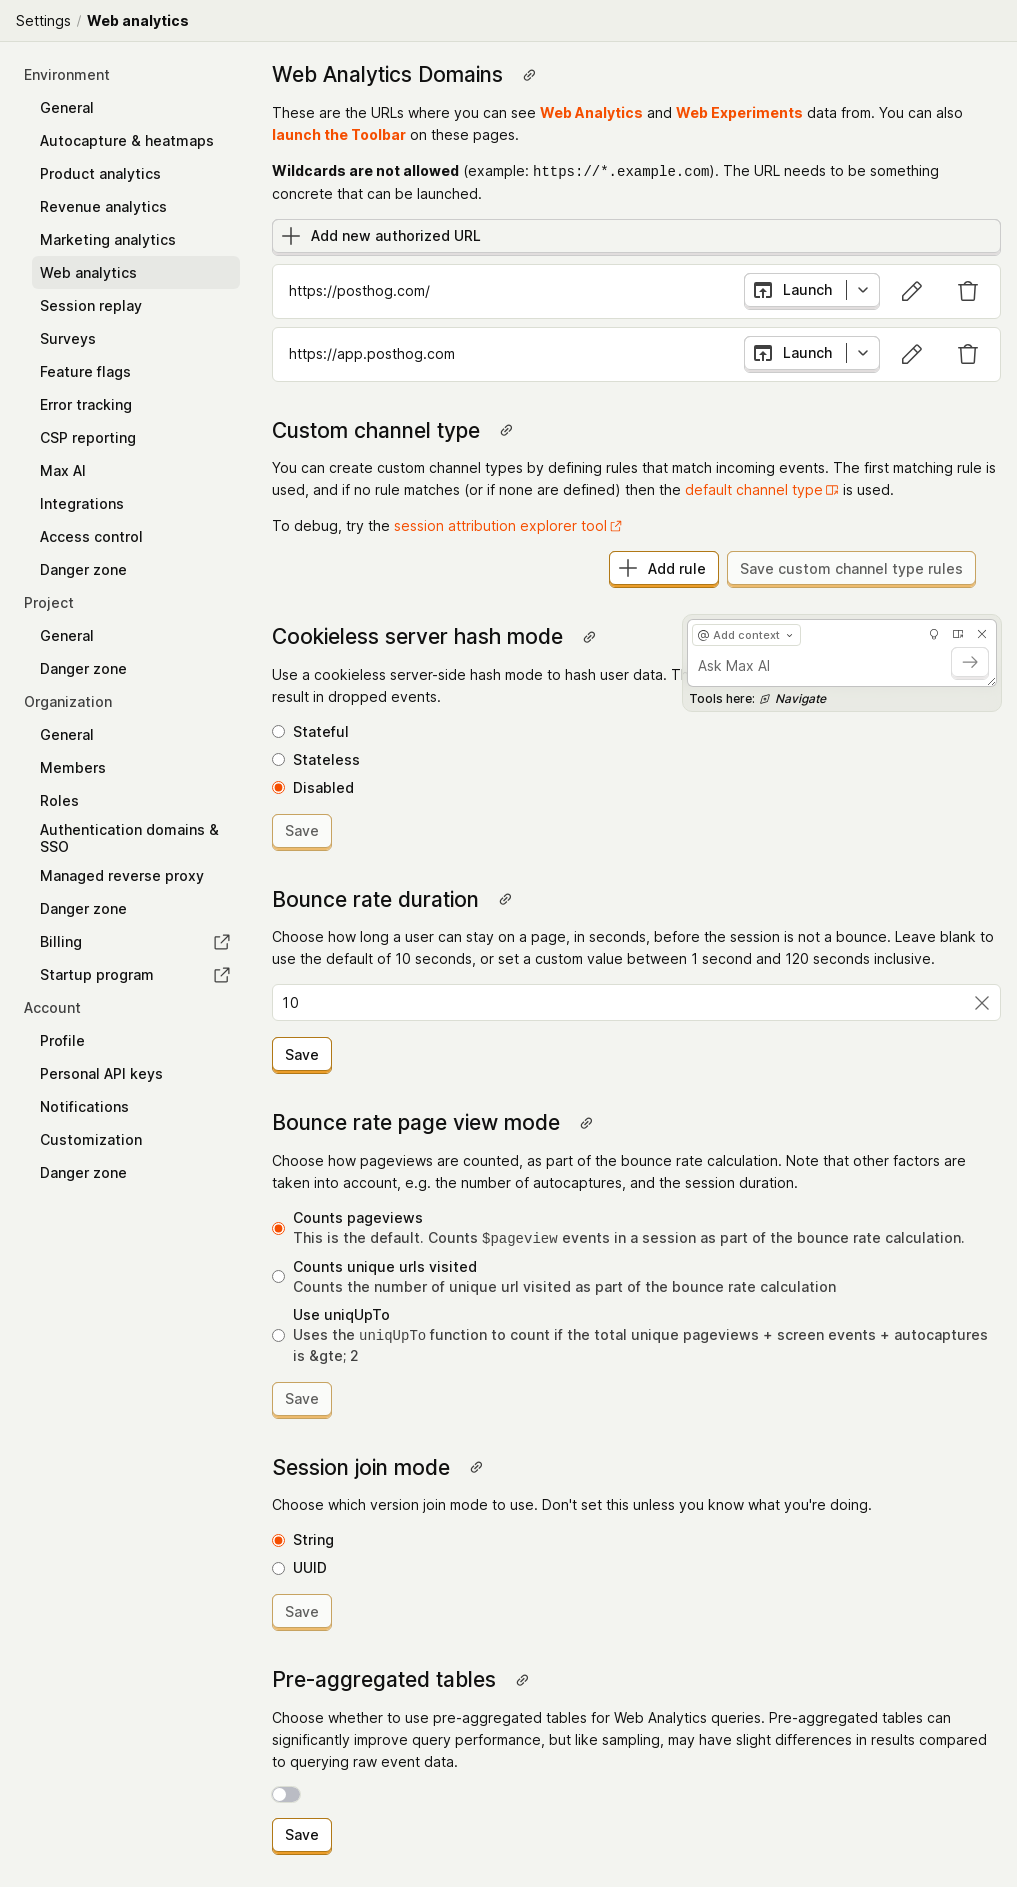 Settings / Web analytics
Environment
General
Autocapture & heatmaps
Product analytics
Revenue analytics
Marketing analytics
Web analytics
Session replay
Surveys
Feature flags
Error tracking
CSP reporting
Max AI
Integrations
Access control
Danger zone
Project
General
Danger zone
Organization
General
Members
Roles
Authentication domains &
SSO
Managed reverse proxy
Danger zone
Billing
Startup program
Account
Profile
Personal API keys
Notifications
Customization
Danger zone
Web Analytics Domains
These are the URLs where you can see Web Analytics and Web Experiments data from. You can also
launch the Toolbar on these pages.
Wildcards are not allowed (example: https://*.example.com). The URL needs to be something
concrete that can be launched.
Add new authorized URL
https://posthog.com/ Launch
https://app.posthog.com Launch
Custom channel type
You can create custom channel types by defining rules that match incoming events. The first matching rule is
used, and if no rule matches (or if none are defined) then the default channel type is used.
To debug, try the session attribution explorer tool
Add rule Save custom channel type rules
Cookieless server hash mode
Use a cookieless server-side hash mode to hash user data.
result in dropped events.
@ Add context
Ask Max AI
Tools here: Navigate
Stateful
Stateless
Disabled
Save
Bounce rate duration
Choose how long a user can stay on a page, in seconds, before the session is not a bounce. Leave blank to
use the default of 10 seconds, or set a custom value between 1 second and 120 seconds inclusive.
10
Save
Bounce rate page view mode
Choose how pageviews are counted, as part of the bounce rate calculation. Note that other factors are
taken into account, e.g. the number of autocaptures, and the session duration.
Counts pageviews
This is the default. Counts $pageview events in a session as part of the bounce rate calculation.
Counts unique urls visited
Counts the number of unique url visited as part of the bounce rate calculation
Use uniqUpTo
Uses the uniqUpTo function to count if the total unique pageviews + screen events + autocaptures
is &gte; 2
Save
Session join mode
Choose which version join mode to use. Don't set this unless you know what you're doing.
String
UUID
Save
Pre-aggregated tables
Choose whether to use pre-aggregated tables for Web Analytics queries. Pre-aggregated tables can
significantly improve query performance, but like sampling, may have slight differences in results compared
to querying raw event data.
Save